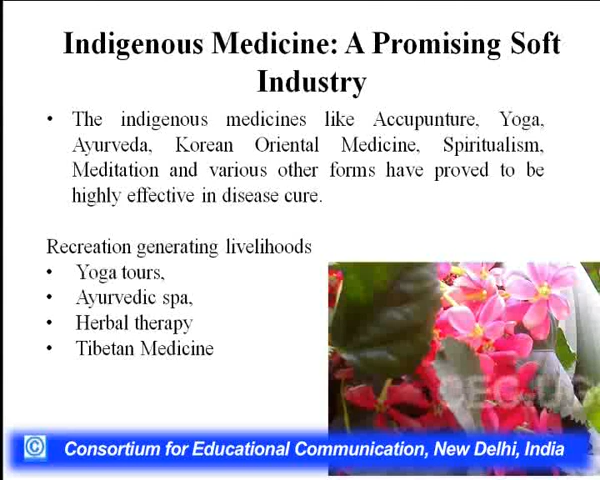 Indigenous Medicine: A Promising Soft
Industry
• The indigenous medicines like Accupunture, Yoga,
Ayurveda, Korean Oriental Medicine, Spiritualism,
Meditation and various other forms have proved to be
highly effective in disease cure.
Recreation generating livelihoods
• Yoga tours,
• Ayurvedic spa,
• Herbal therapy
• Tibetan Medicine
CEC-UG
© Consortium for Educational Communication, New Delhi, India